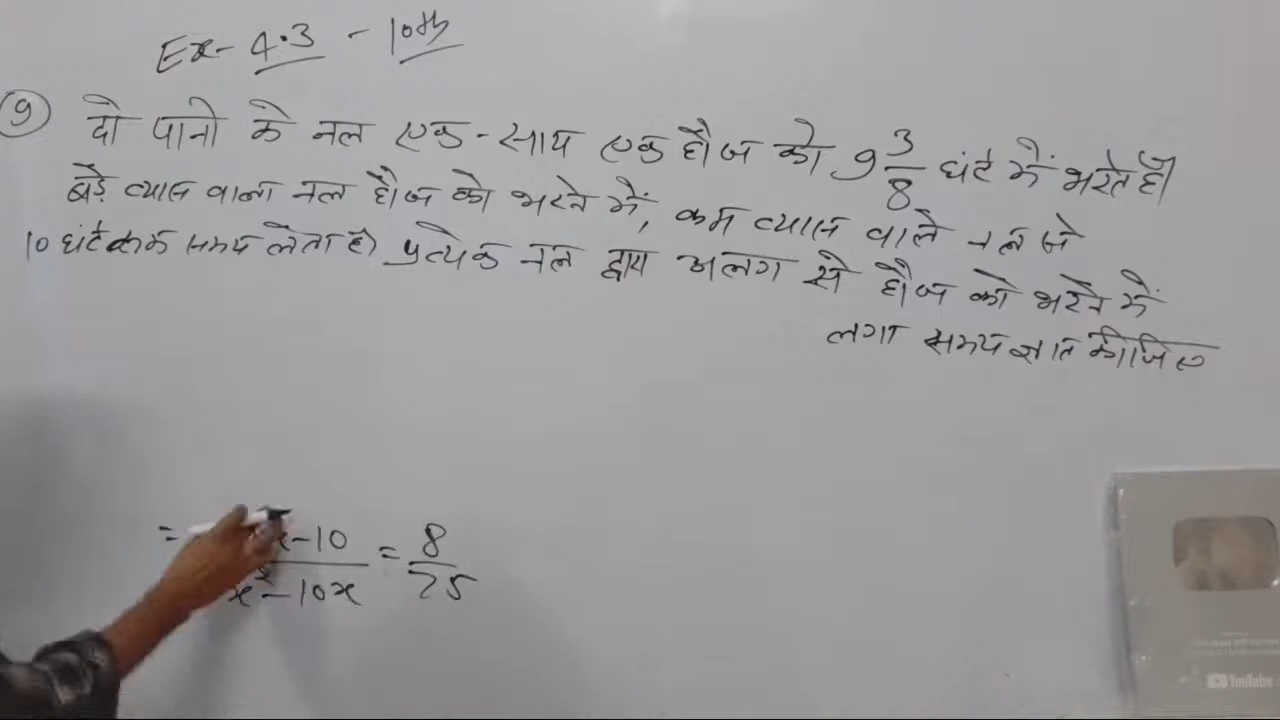 Ex- 4.3 - 10th
9 दो पानी के नल एक-साथ एक हौज को 9 3/8 घंटे में भरते हैं।
बड़े व्यास वाला नल हौज को भरने में, कम व्यास वाले नल से
10 घंटे कम समय लेता है। प्रत्येक नल द्वारा अलग से हौज को भरने में
लगा समय ज्ञात कीजिए
x-10 / x²-10x = 8/75
YouTube